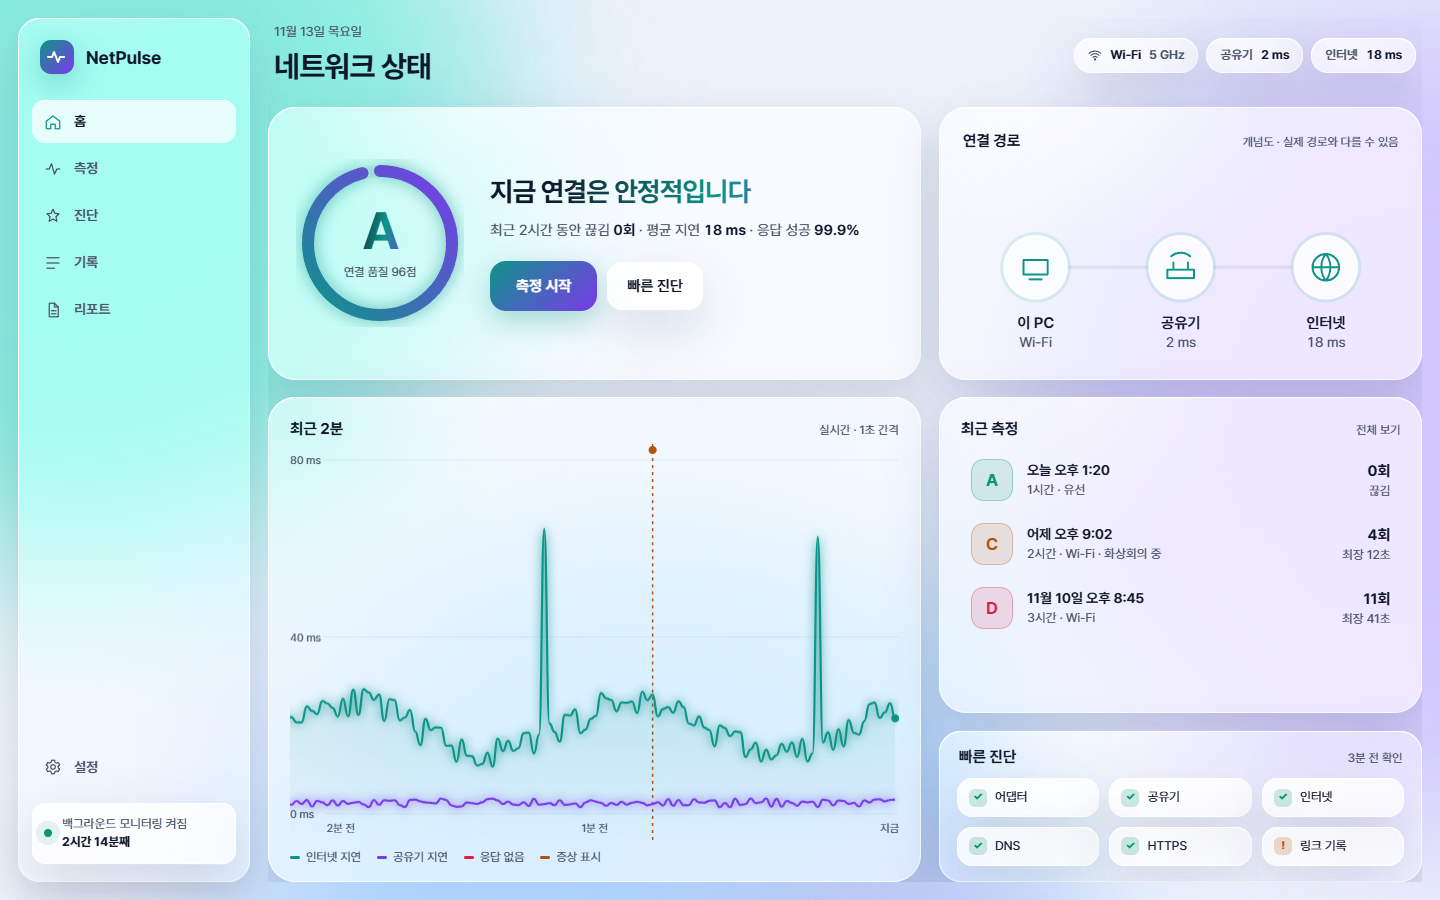 NetPulse
홈
측정
진단
기록
리포트
설정
백그라운드 모니터링 켜짐
2시간 14분째
11월 13일 목요일
네트워크 상태
Wi-Fi 5 GHz
공유기 2 ms
인터넷 18 ms
A
연결 품질 96점
지금 연결은 안정적입니다
최근 2시간 동안 끊김 0회 · 평균 지연 18 ms · 응답 성공 99.9%
측정 시작
빠른 진단
연결 경로
개념도 · 실제 경로와 다를 수 있음
이 PC
Wi-Fi
공유기
2 ms
인터넷
18 ms
최근 2분
실시간 · 1초 간격
80 ms
40 ms
0 ms
2분 전
1분 전
지금
인터넷 지연
공유기 지연
응답 없음
증상 표시
최근 측정
전체 보기
A
오늘 오후 1:20
1시간 · 유선
0회
끊김
C
어제 오후 9:02
2시간 · Wi-Fi · 화상회의 중
4회
최장 12초
D
11월 10일 오후 8:45
3시간 · Wi-Fi
11회
최장 41초
빠른 진단
3분 전 확인
어댑터
공유기
인터넷
DNS
HTTPS
! 링크 기록